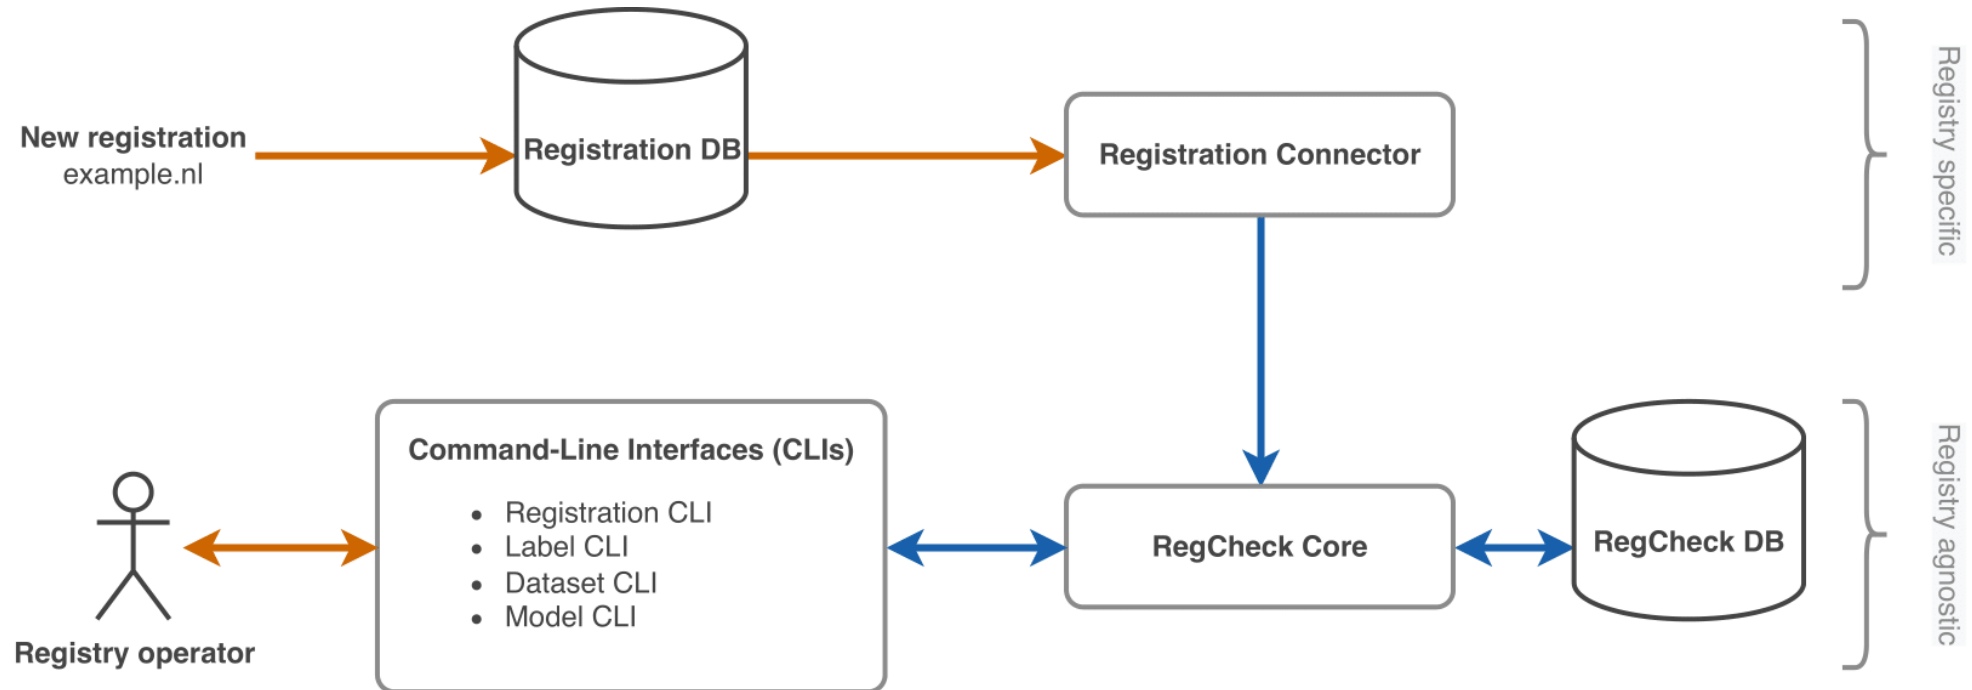 New registration
example.nl
Registration DB
Registration Connector
Registry specific
Command-Line Interfaces (CLIs)
• Registration CLI
• Label CLI
• Dataset CLI
• Model CLI
Registry operator
RegCheck Core
RegCheck DB
Registry agnostic